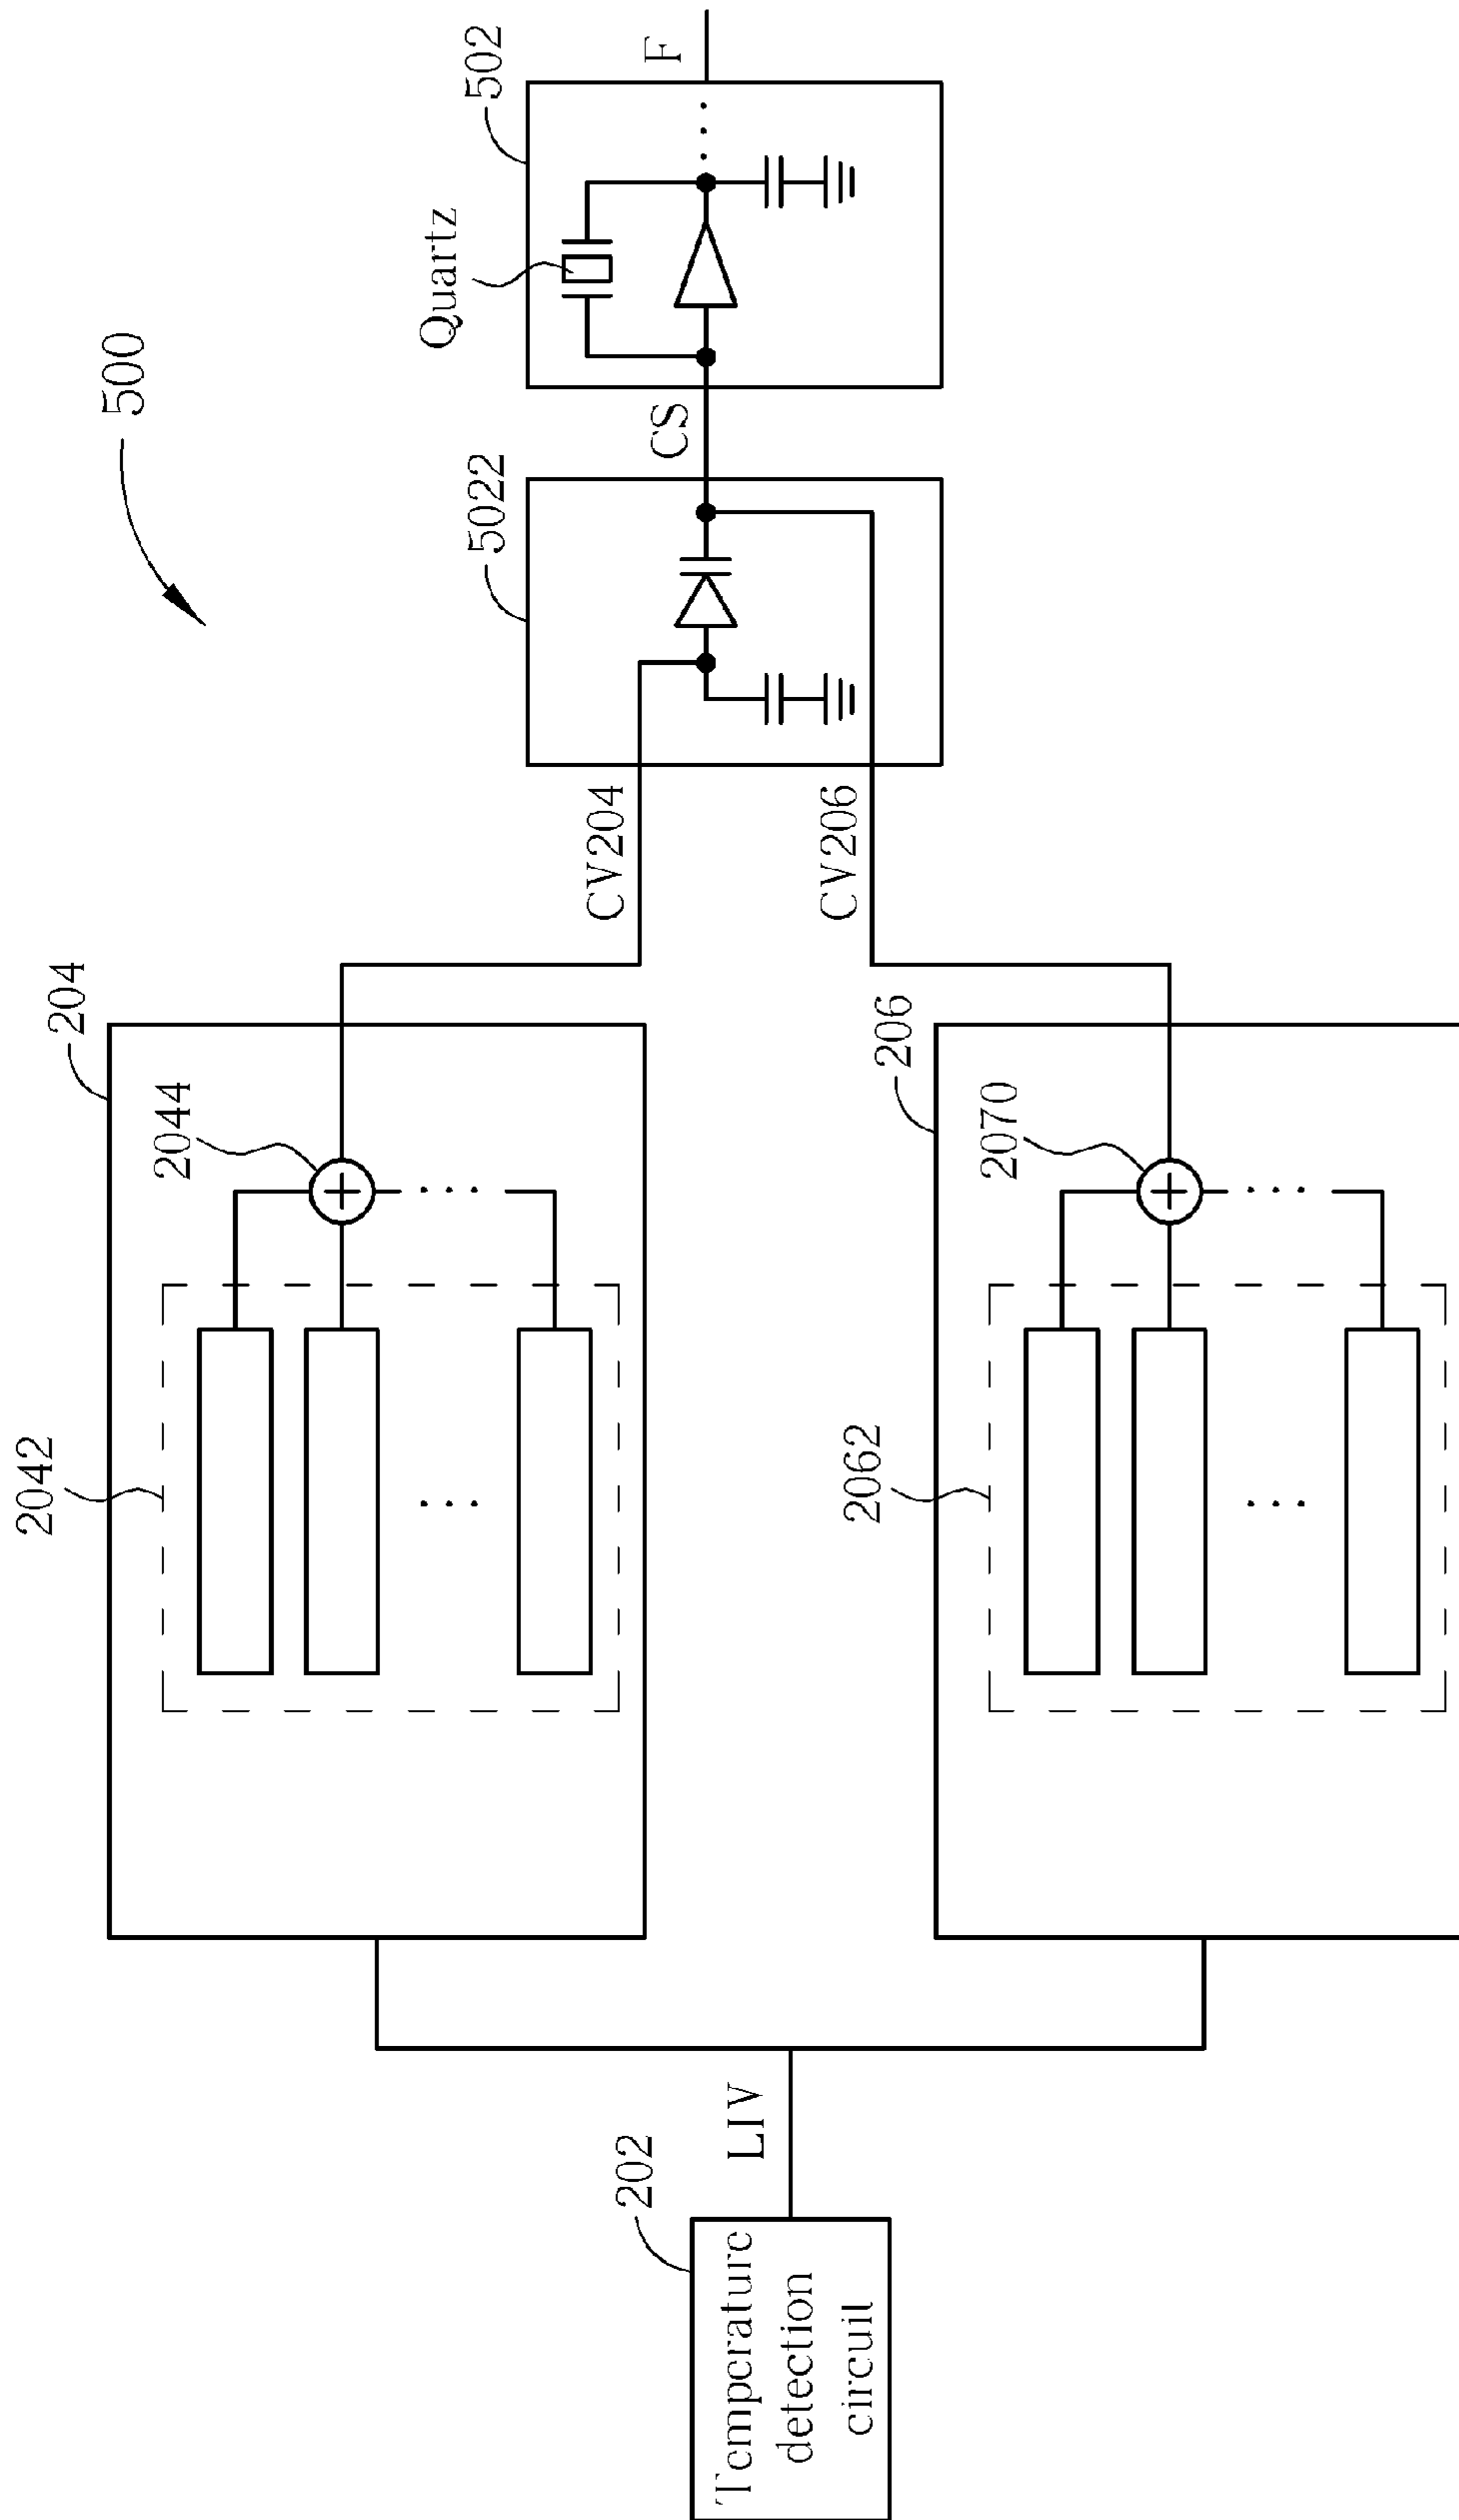 500
204
2042
2044
202
Temperature
detection
circuit
LIV
CV204
5022
CS
Quartz
502
F
CV206
206
2062
2070